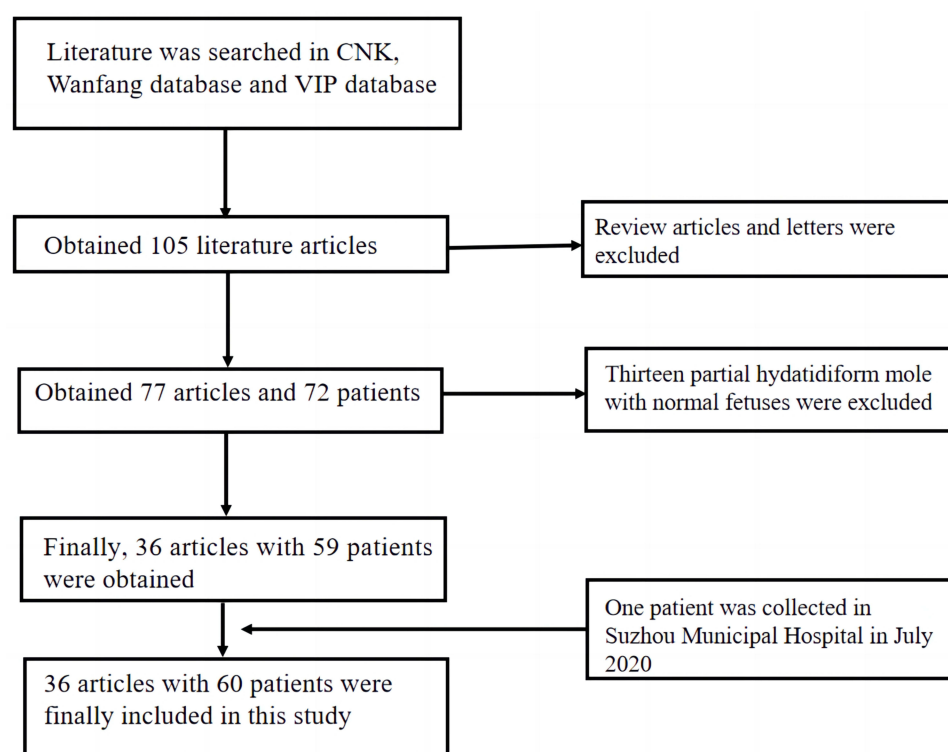 Literature was searched in CNK,
Wanfang database and VIP database
Obtained 105 literature articles
Review articles and letters were
excluded
Obtained 77 articles and 72 patients
Thirteen partial hydatidiform mole
with normal fetuses were excluded
Finally, 36 articles with 59 patients
were obtained
One patient was collected in
Suzhou Municipal Hospital in July
2020
36 articles with 60 patients were
finally included in this study